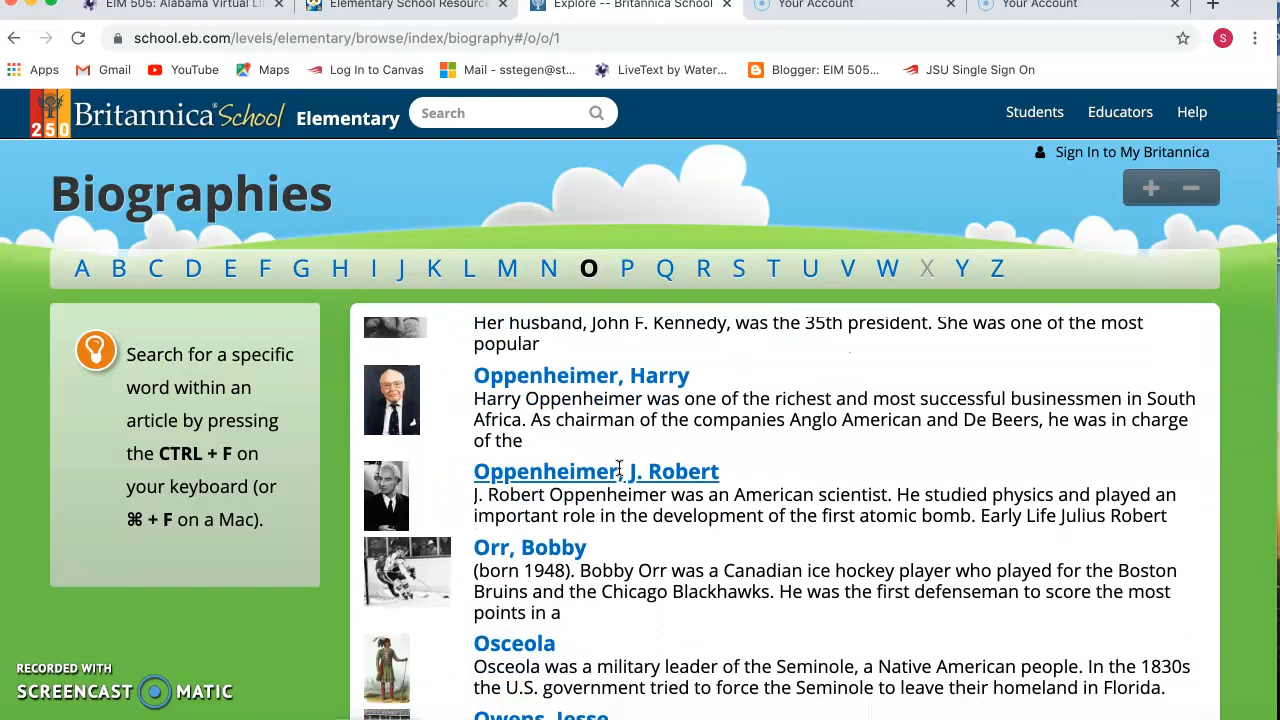 EIM 505: Alabama Virtual Li
Elementary School Resourc
Explore -- Britannica School
Your Account
Your Account
school.eb.com/levels/elementary/browse/index/biography#/o/o/1
S
Apps
Gmail
YouTube
Maps
Log In to Canvas
Mail - sstegen@st...
LiveText by Water...
Blogger: EIM 505...
JSU Single Sign On
250
Britannica® School Elementary
Search
Students
Educators
Help
Sign In to My Britannica
Biographies
A B C D E F G H I J K L M N O P Q R S T U V W X Y Z
Search for a specific
word within an
article by pressing
the CTRL + F on
your keyboard (or
⌘ + F on a Mac).
Her husband, John F. Kennedy, was the 35th president. She was one of the most
popular
Oppenheimer, Harry
Harry Oppenheimer was one of the richest and most successful businessmen in South
Africa. As chairman of the companies Anglo American and De Beers, he was in charge
of the
Oppenheimer, J. Robert
J. Robert Oppenheimer was an American scientist. He studied physics and played an
important role in the development of the first atomic bomb. Early Life Julius Robert
Orr, Bobby
(born 1948). Bobby Orr was a Canadian ice hockey player who played for the Boston
Bruins and the Chicago Blackhawks. He was the first defenseman to score the most
points in a
Osceola
Osceola was a military leader of the Seminole, a Native American people. In the 1830s
the U.S. government tried to force the Seminole to leave their homeland in Florida.
Owens, Jesse
RECORDED WITH
SCREENCAST MATIC